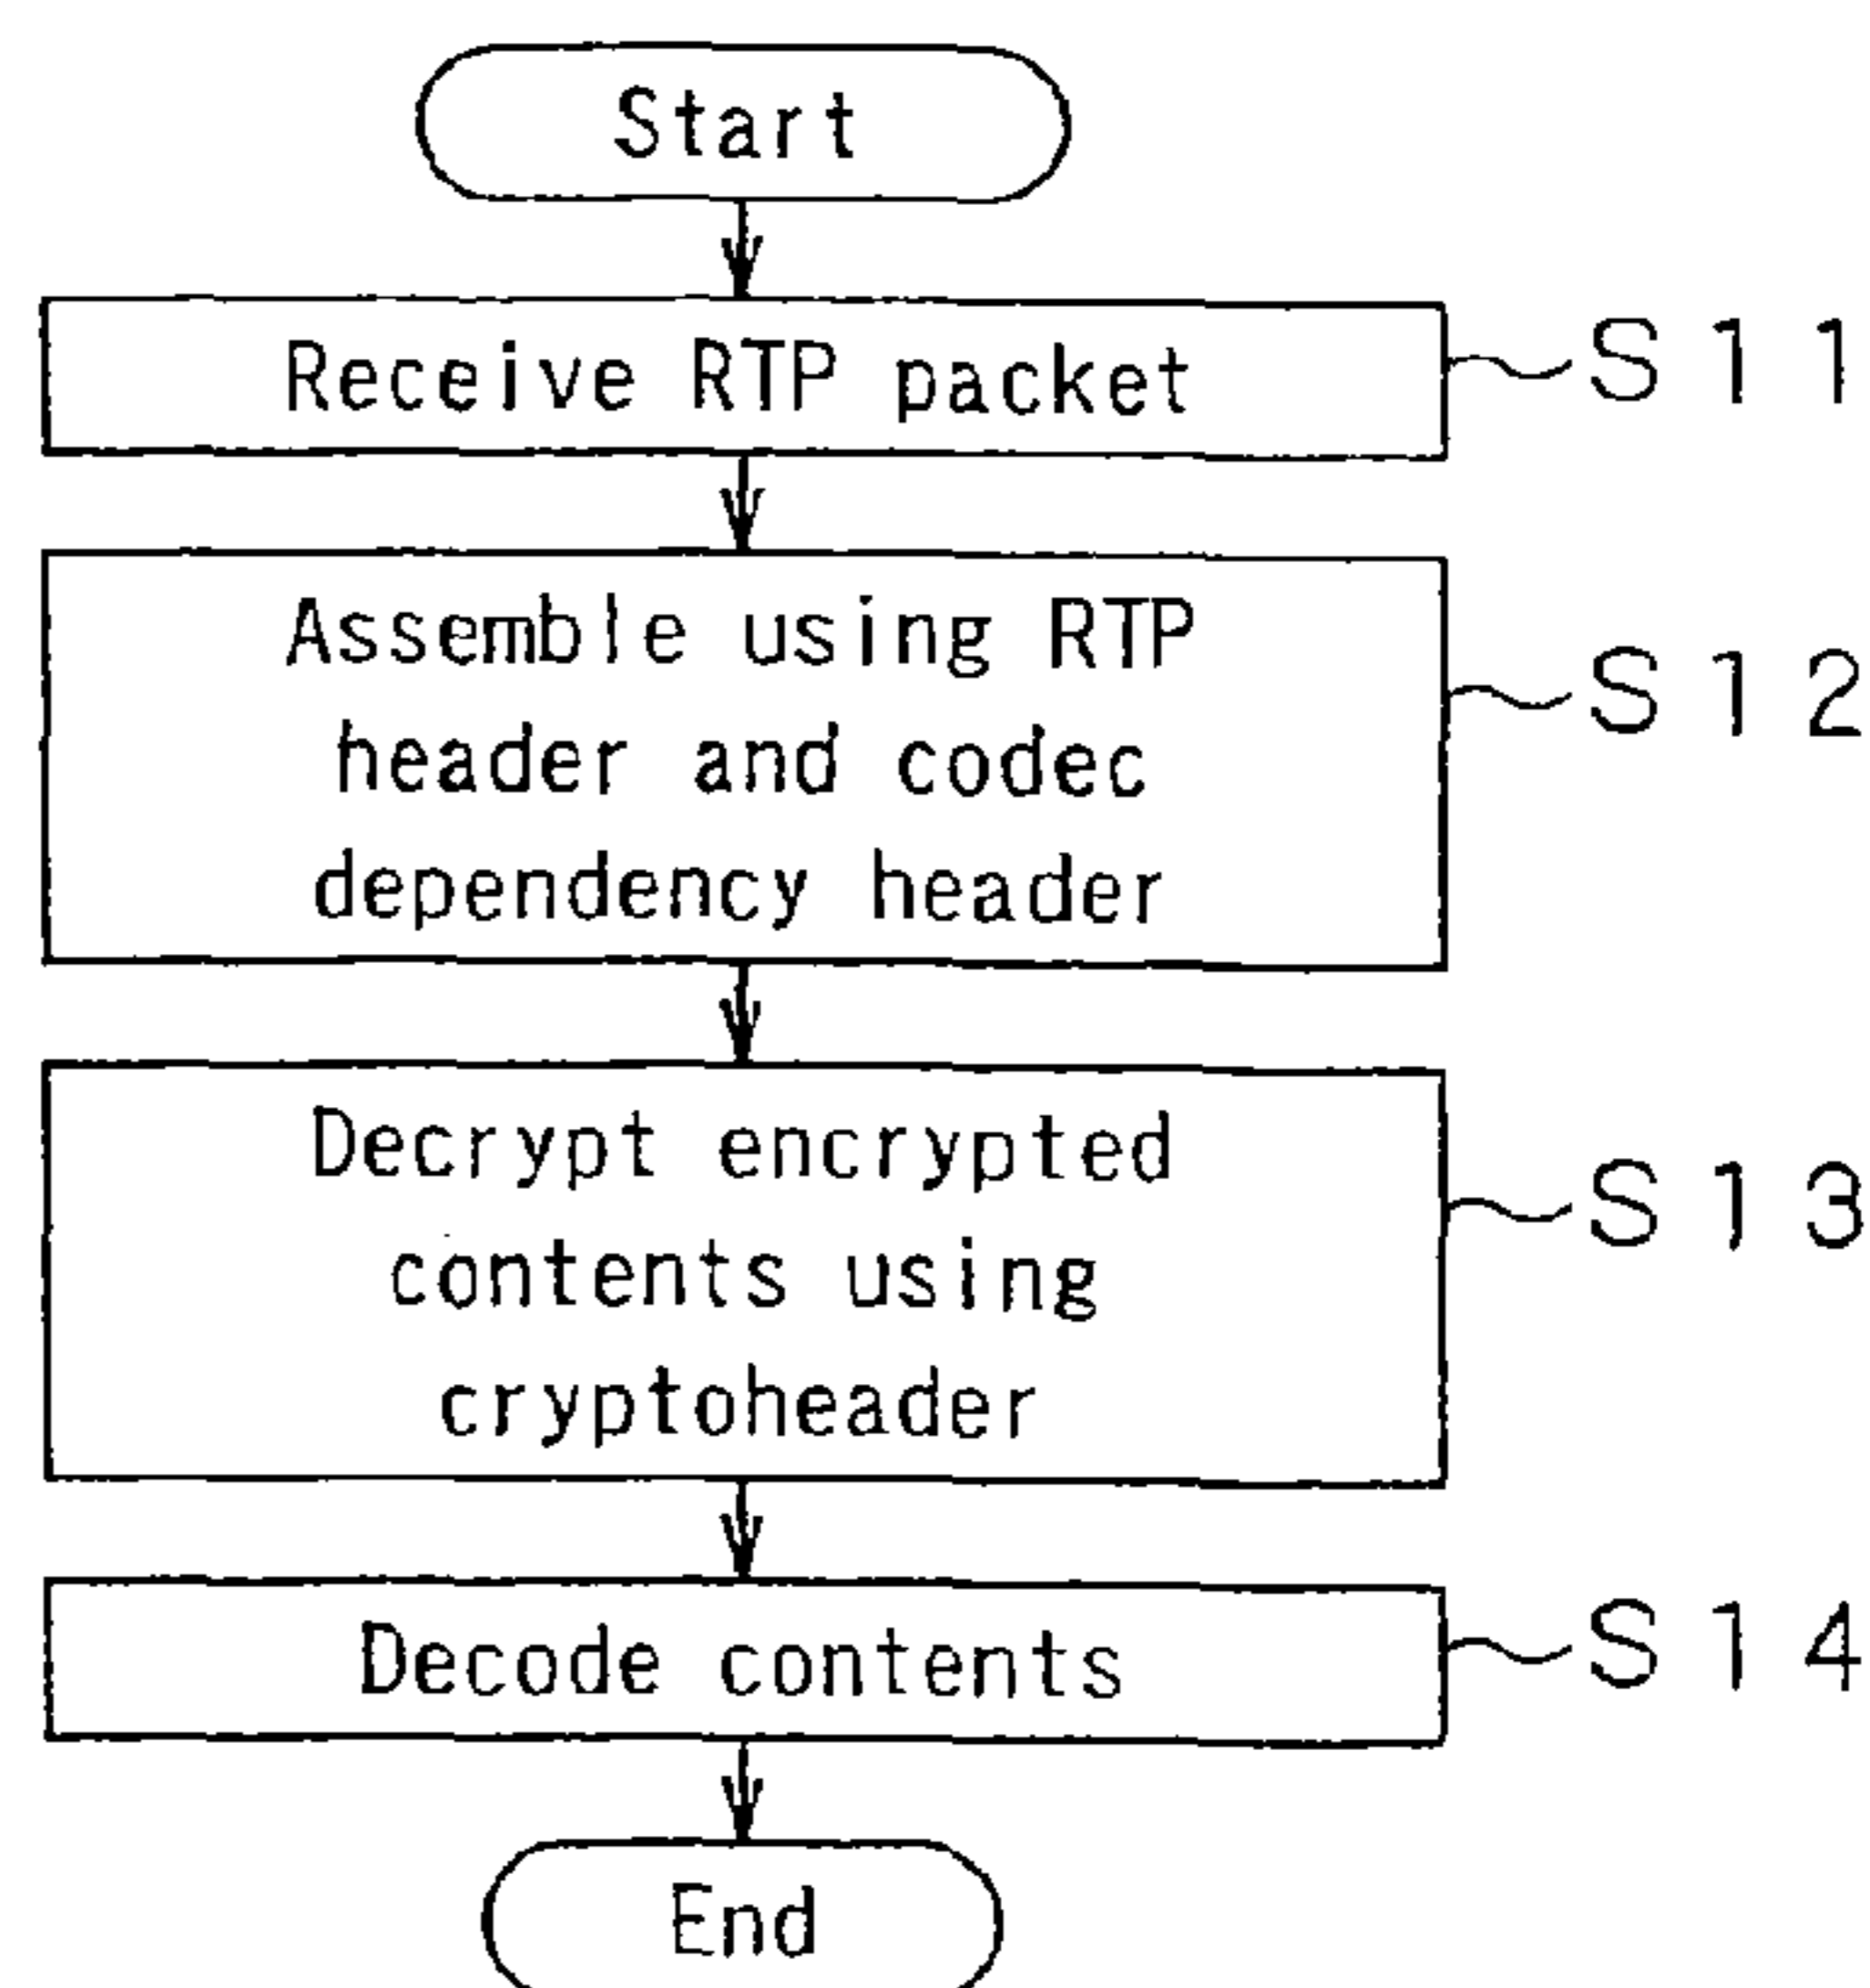 Start
Receive RTP packet
S11
Assemble using RTP
header and codec
dependency header
S12
Decrypt encrypted
contents using
cryptoheader
S13
Decode contents
S14
End